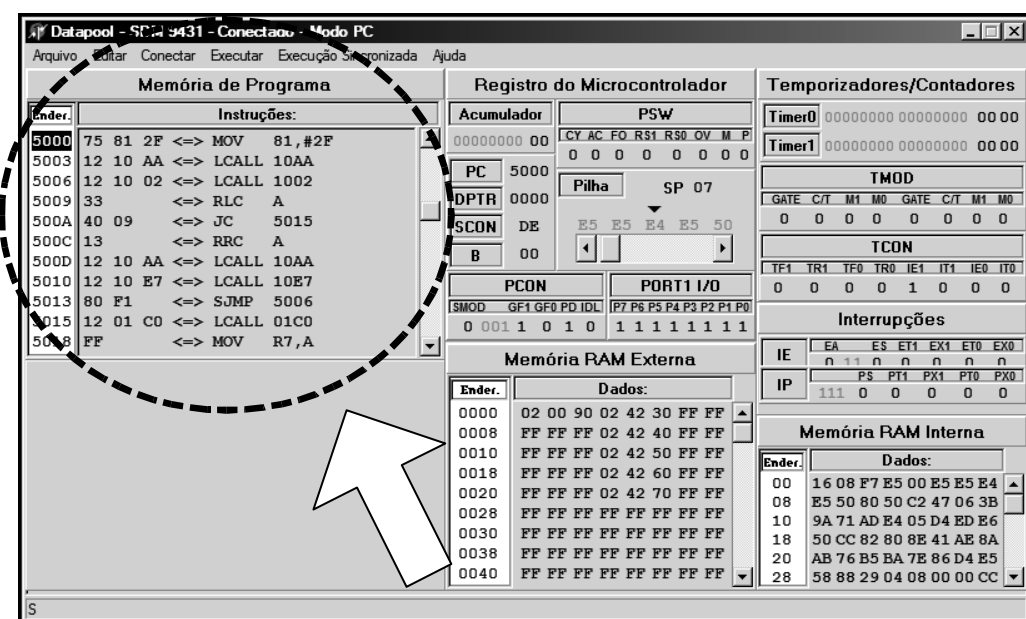 Datapool - SDM 9431 - Conectado - Modo PC
Arquivo Editar Conectar Executar Execução Sincronizada Ajuda
Memória de Programa
Ender. Instruções:
5000 75 81 2F <=> MOV 81,#2F
5003 12 10 AA <=> LCALL 10AA
5006 12 10 02 <=> LCALL 1002
5009 33 <=> RLC A
500A 40 09 <=> JC 5015
500C 13 <=> RRC A
500D 12 10 AA <=> LCALL 10AA
5010 12 10 E7 <=> LCALL 10E7
5013 80 F1 <=> SJMP 5006
5015 12 01 C0 <=> LCALL 01C0
5018 FF <=> MOV R7,A
Registro do Microcontrolador
Acumulador
00000000 00
PSW
CY AC FO RS1 RS0 OV M P
0 0 0 0 0 0 0 0
PC 5000
DPTR 0000
SCON DE
B 00
Pilha SP 07
E5 E5 E4 E5 50
PCON
SMOD GF1 GF0 PD IDL
0 001 1 0 1 0
PORT1 I/O
P7 P6 P5 P4 P3 P2 P1 P0
1 1 1 1 1 1 1 1
Memória RAM Externa
Ender. Dados:
0000 02 00 90 02 42 30 FF FF
0008 FF FF FF 02 42 40 FF FF
0010 FF FF FF 02 42 50 FF FF
0018 FF FF FF 02 42 60 FF FF
0020 FF FF FF 02 42 70 FF FF
0028 FF FF FF FF FF FF FF FF
0030 FF FF FF FF FF FF FF FF
0038 FF FF FF FF FF FF FF FF
0040 FF FF FF FF FF FF FF FF
Temporizadores/Contadores
Timer0 00000000 00000000 00 00
Timer1 00000000 00000000 00 00
TMOD
GATE C/T M1 M0 GATE C/T M1 M0
0 0 0 0 0 0 0 0
TCON
TF1 TR1 TF0 TR0 IE1 IT1 IE0 IT0
0 0 0 0 1 0 0 0
Interrupções
IE
EA ES ET1 EX1 ET0 EX0
0 11 0 0 0 0 0
IP
PS PT1 PX1 PT0 PX0
111 0 0 0 0 0
Memória RAM Interna
Ender. Dados:
00 16 08 F7 E5 00 E5 E5 E4
08 E5 50 80 50 C2 47 06 3B
10 9A 71 AD E4 05 D4 ED E6
18 50 CC 82 80 8E 41 AE 8A
20 AB 76 B5 BA 7E 86 D4 E5
28 58 88 29 04 08 00 00 CC
S